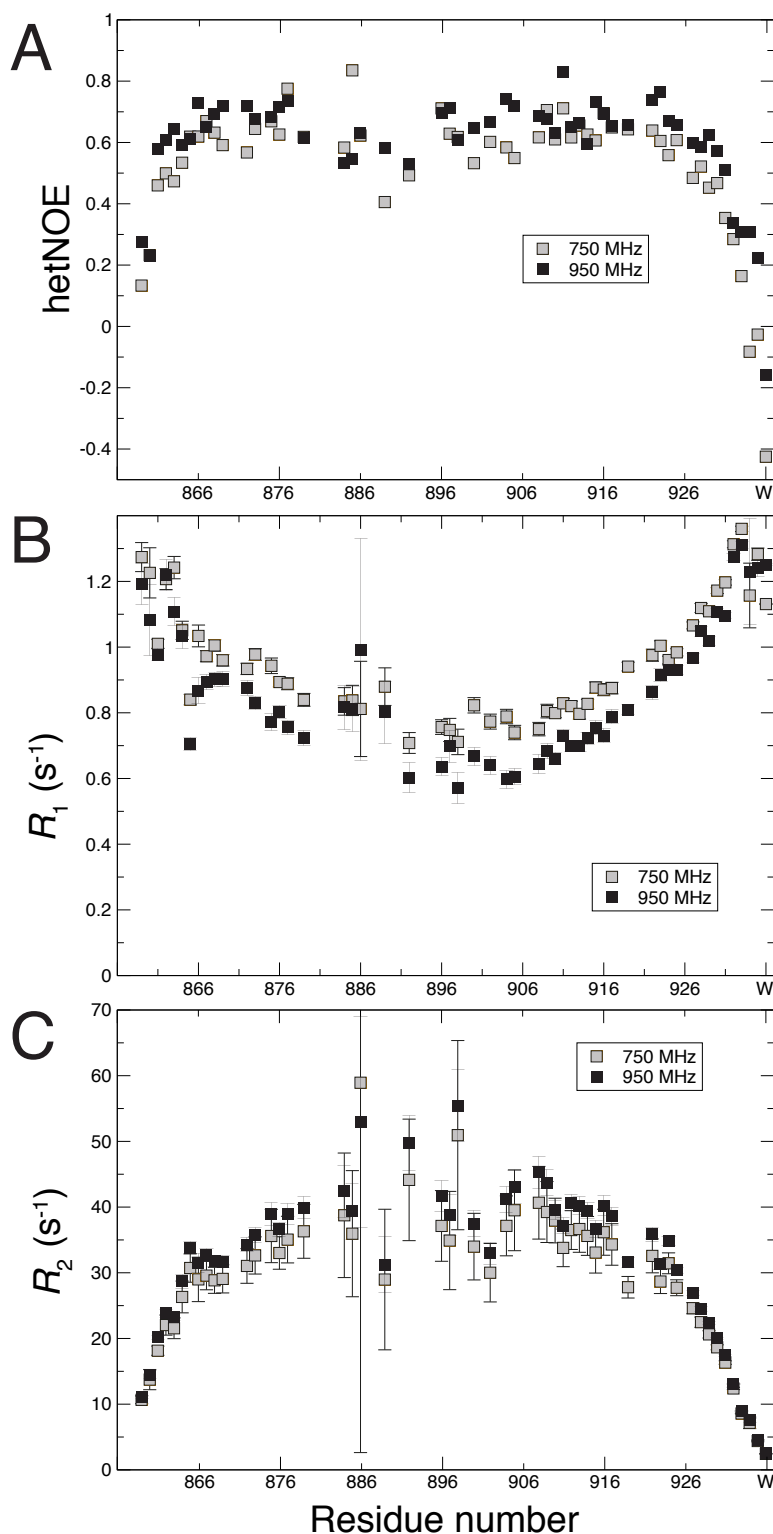 A
1
0.8
0.6
0.4
0.2
0
-0.2
-0.4
hetNOE
750 MHz
950 MHz
866 876 886 896 906 916 926 W
B
1.2
1
0.8
0.6
0.4
0.2
0
R1 (s-1)
750 MHz
950 MHz
866 876 886 896 906 916 926 W
C
70
60
50
40
30
20
10
0
R2 (s-1)
750 MHz
950 MHz
866 876 886 896 906 916 926 W
Residue number